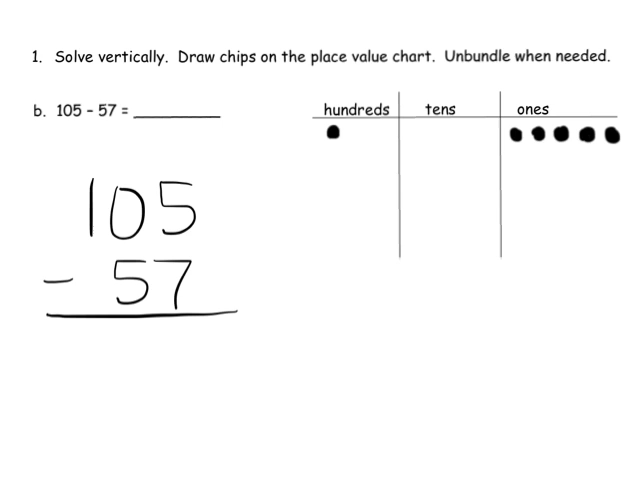 1. Solve vertically. Draw chips on the place value chart. Unbundle when needed.
b. 105 - 57 = ________
hundreds tens ones
105
- 57